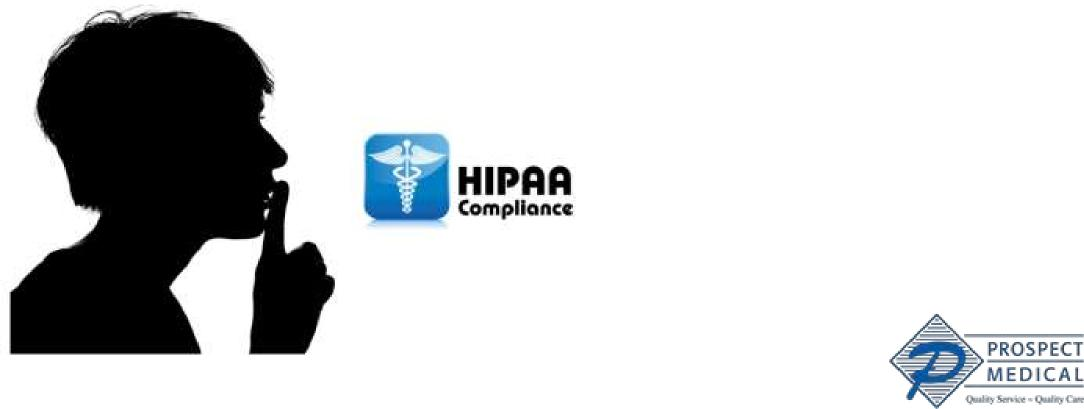 HIPAA
Compliance
PROSPECT
MEDICAL
Quality Service ~ Quality Care